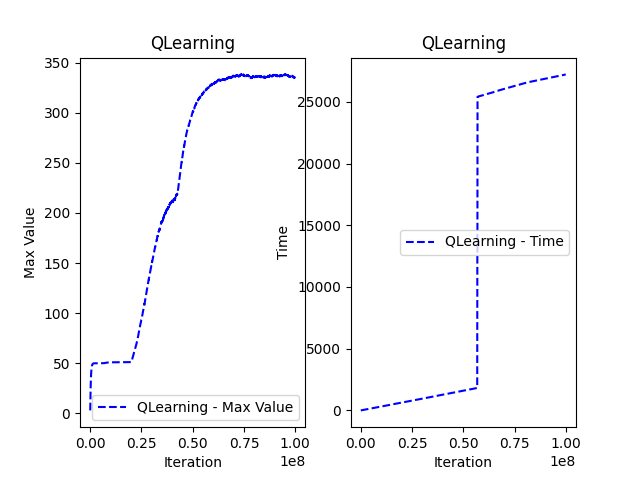 QLearning
350
300
250
200
150
100
50
0
Max Value
QLearning - Max Value
0.00 0.25 0.50 0.75 1.00
1e8
Iteration
QLearning
25000
20000
15000
10000
5000
0
Time
QLearning - Time
0.00 0.25 0.50 0.75 1.00
1e8
Iteration